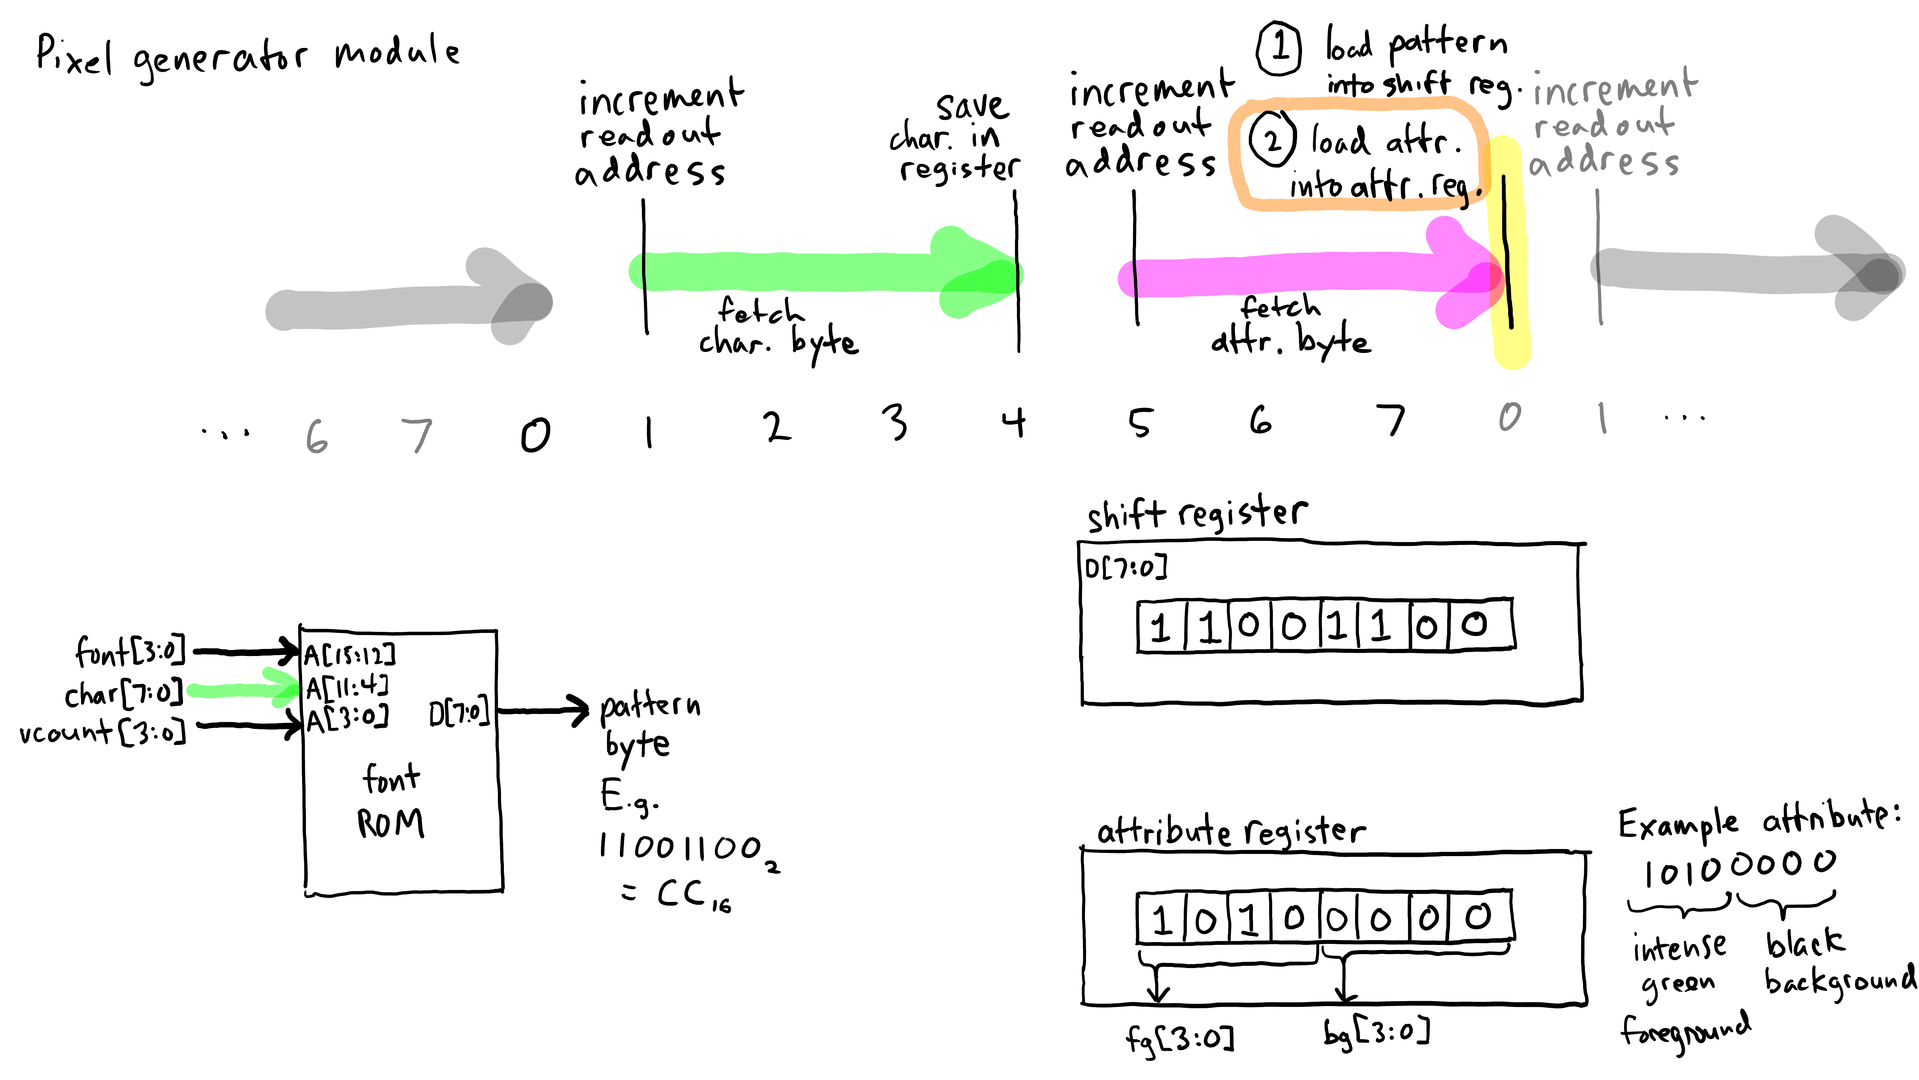 Pixel generator module
increment
readout
address
save
char. in
register
increment
readout
address
1 load pattern
into shift reg.
2 load attr.
into attr. reg.
increment
readout
address
fetch
char. byte
fetch
attr. byte
... 6 7 0 1 2 3 4 5 6 7 0 1 ...
font[3:0]
char[7:0]
vcount[3:0]
A[15:12]
A[11:4]
A[3:0] D[7:0]
font
ROM
pattern
byte
E.g.
11001100₂
= CC₁₆
shift register
D[7:0]
1 1 0 0 1 1 0 0
attribute register
1 0 1 0 0 0 0 0
fg[3:0] bg[3:0]
Example attribute:
10100000
intense
green
foreground
black
background